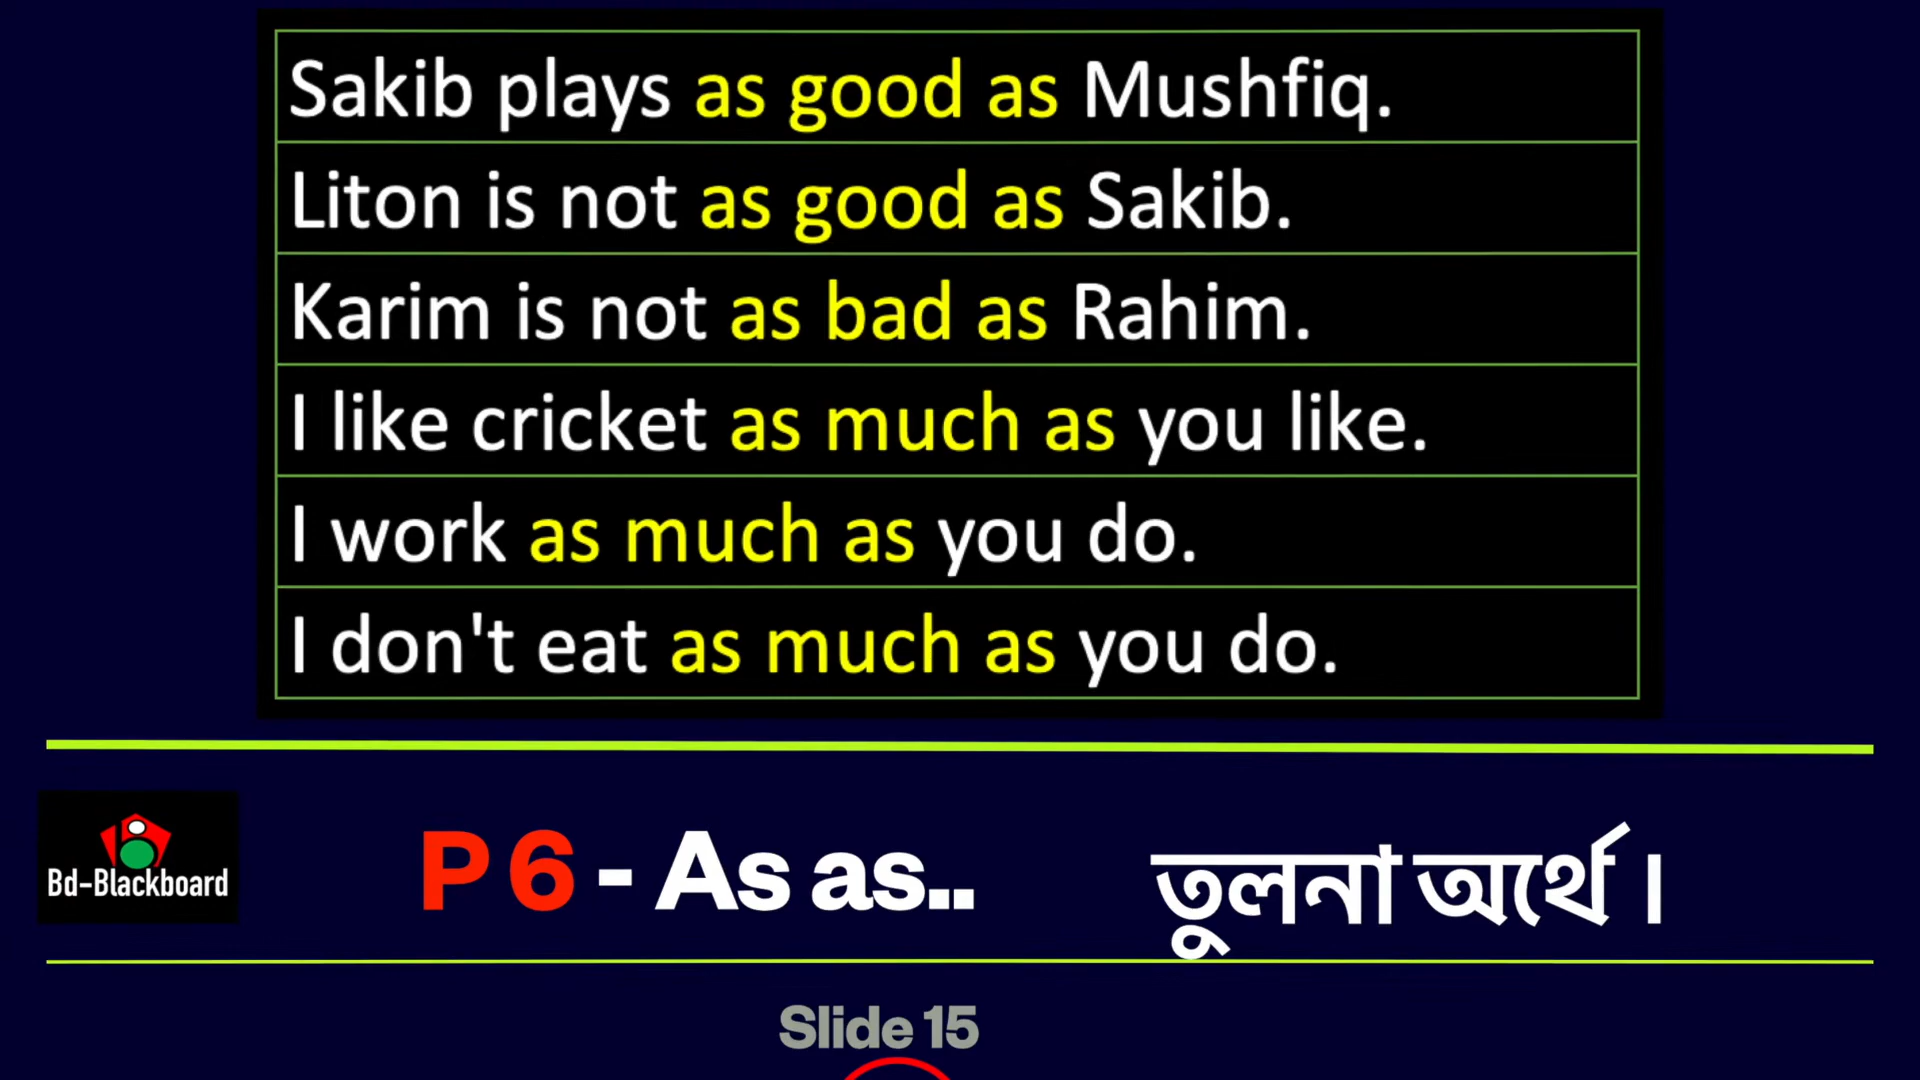 Sakib plays as good as Mushfiq.
Liton is not as good as Sakib.
Karim is not as bad as Rahim.
I like cricket as much as you like.
I work as much as you do.
I don't eat as much as you do.
Bd-Blackboard
P 6 - As as.. তুলনা অর্থে ।
Slide 15